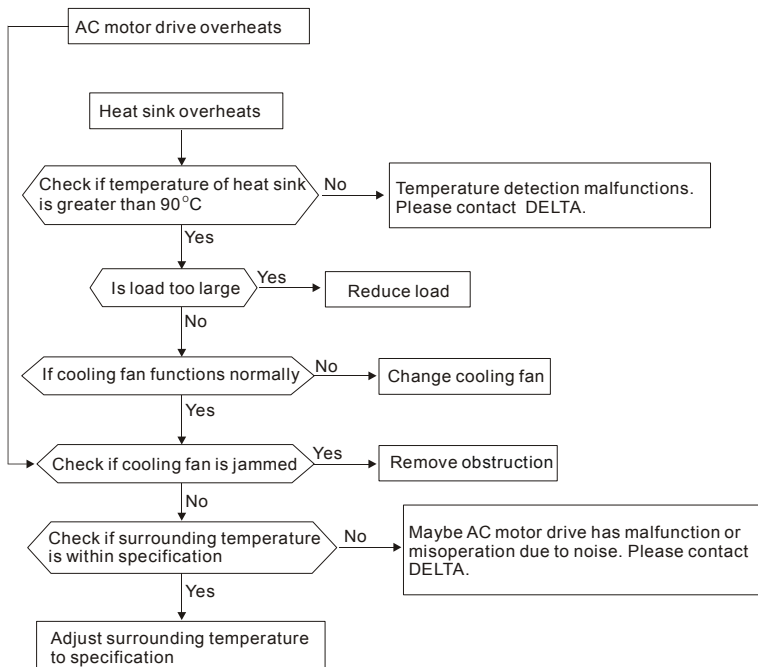 AC motor drive overheats
Heat sink overheats
Check if temperature of heat sink
is greater than 90°C
No
Temperature detection malfunctions.
Please contact DELTA.
Yes
Is load too large
Yes
Reduce load
No
If cooling fan functions normally
No
Change cooling fan
Yes
Check if cooling fan is jammed
Yes
Remove obstruction
No
Check if surrounding temperature
is within specification
No
Maybe AC motor drive has malfunction or
misoperation due to noise. Please contact
DELTA.
Yes
Adjust surrounding temperature
to specification